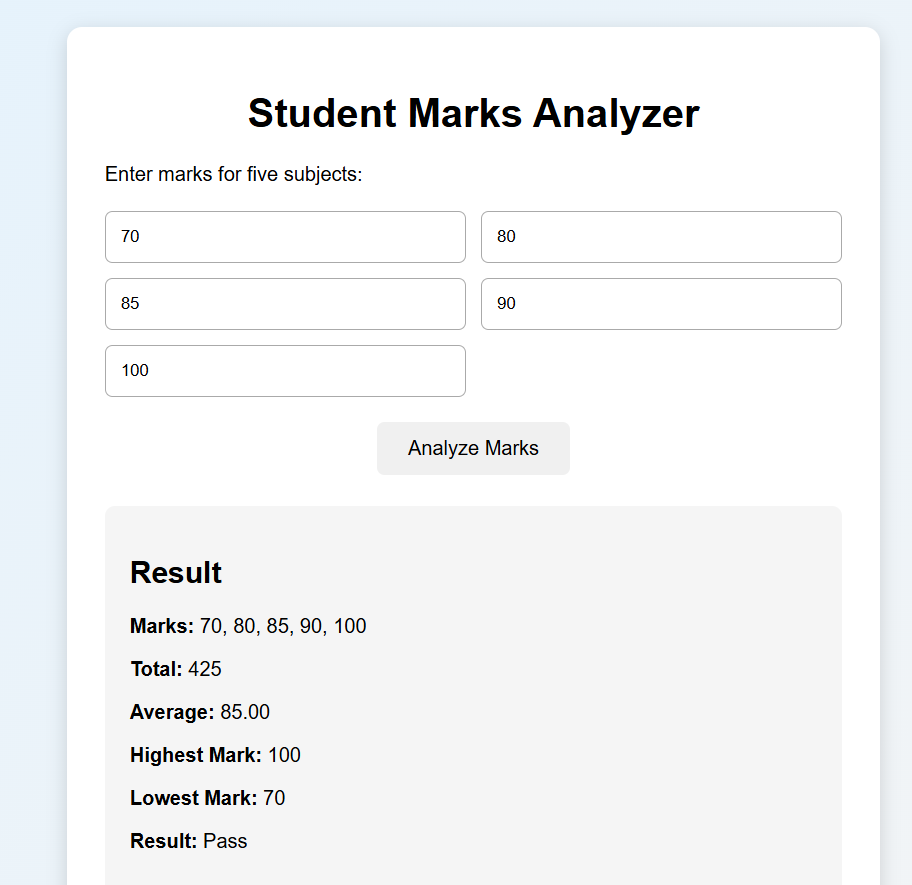 Student Marks Analyzer
Enter marks for five subjects:
70 80
85 90
100
Analyze Marks
Result
Marks: 70, 80, 85, 90, 100
Total: 425
Average: 85.00
Highest Mark: 100
Lowest Mark: 70
Result: Pass